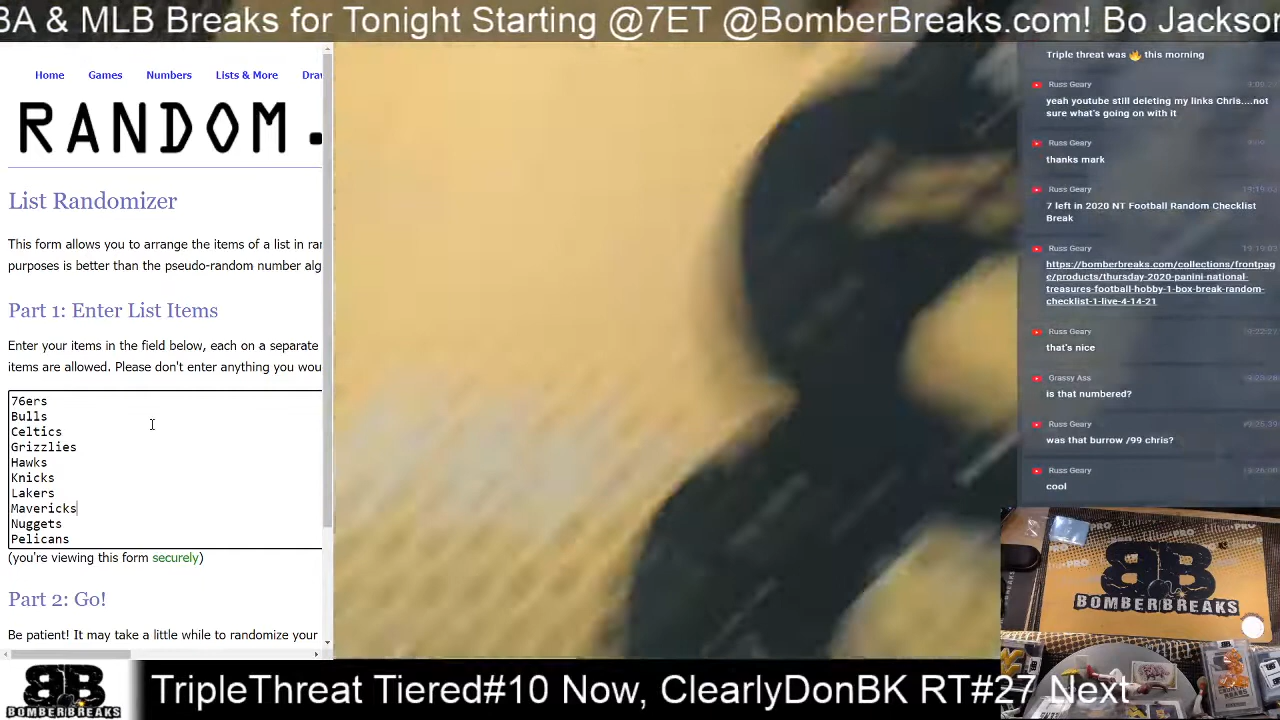 BA & MLB Breaks for Tonight Starting @7ET @BomberBreaks.com! Bo Jackson
Home Games Numbers Lists & More Draw
RANDOM.
List Randomizer
This form allows you to arrange the items of a list in ran
purposes is better than the pseudo-random number alg
Part 1: Enter List Items
Enter your items in the field below, each on a separate
items are allowed. Please don't enter anything you wou
76ers
Bulls
Celtics
Grizzlies
Hawks
Knicks
Lakers
Mavericks
Nuggets
Pelicans
(you're viewing this form securely)
Part 2: Go!
Be patient! It may take a little while to randomize your
Triple threat was 🔥 this morning
Russ Geary
yeah youtube still deleting my links Chris....not
sure what's going on with it
Russ Geary
thanks mark
Russ Geary
7 left in 2020 NT Football Random Checklist
Break
Russ Geary
https://bomberbreaks.com/collections/frontpag
e/products/thursday-2020-panini-national-
treasures-football-hobby-1-box-break-random-
checklist-1-live-4-14-21
Russ Geary
that's nice
Grassy Ass
is that numbered?
Russ Geary
was that burrow /99 chris?
Russ Geary
cool
BB
BOMBERBREAKS
BB
BOMBERBREAKS
TripleThreat Tiered#10 Now, ClearlyDonBK RT#27 Next